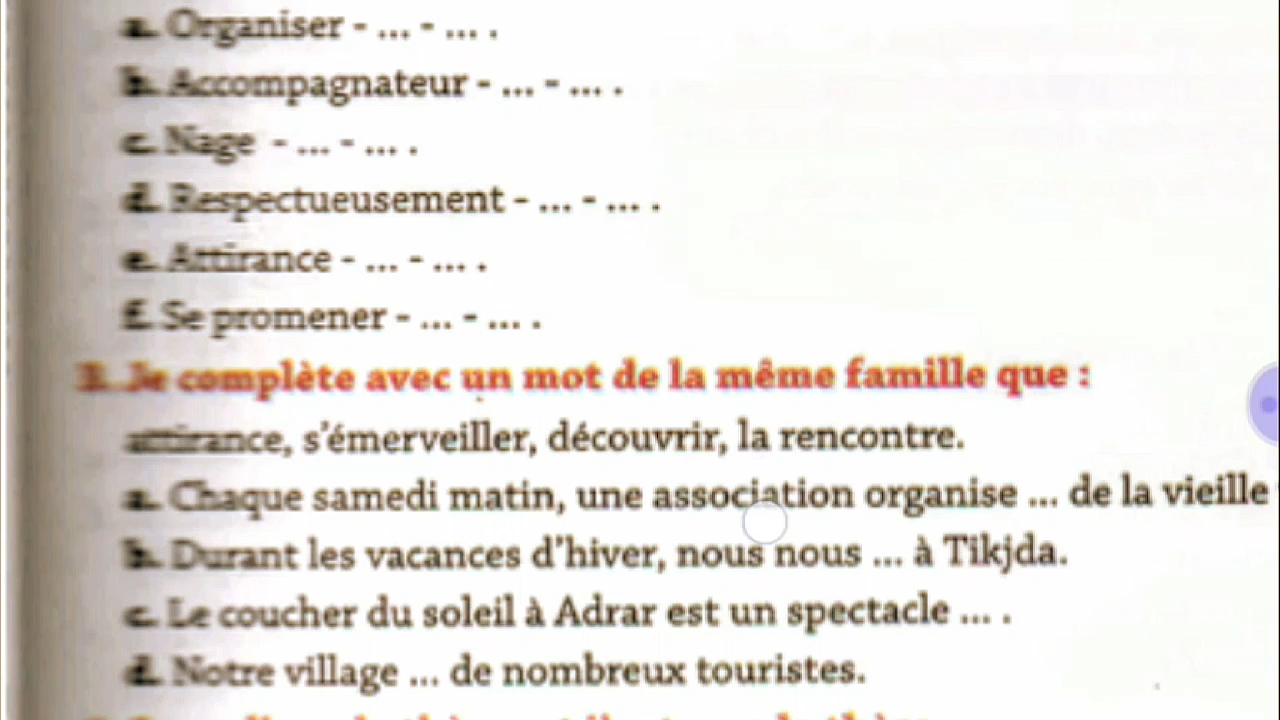 a. Organiser - ... - ... .
b. Accompagnateur - ... - ... .
c. Nage - ... - ... .
d. Respectueusement - ... - ... .
e. Attirance - ... - ... .
f. Se promener - ... - ... .
Je complète avec un mot de la même famille que :
attirance, s'émerveiller, découvrir, la rencontre.
a. Chaque samedi matin, une association organise ... de la vieille
b. Durant les vacances d'hiver, nous nous ... à Tikjda.
c. Le coucher du soleil à Adrar est un spectacle ... .
d. Notre village ... de nombreux touristes.